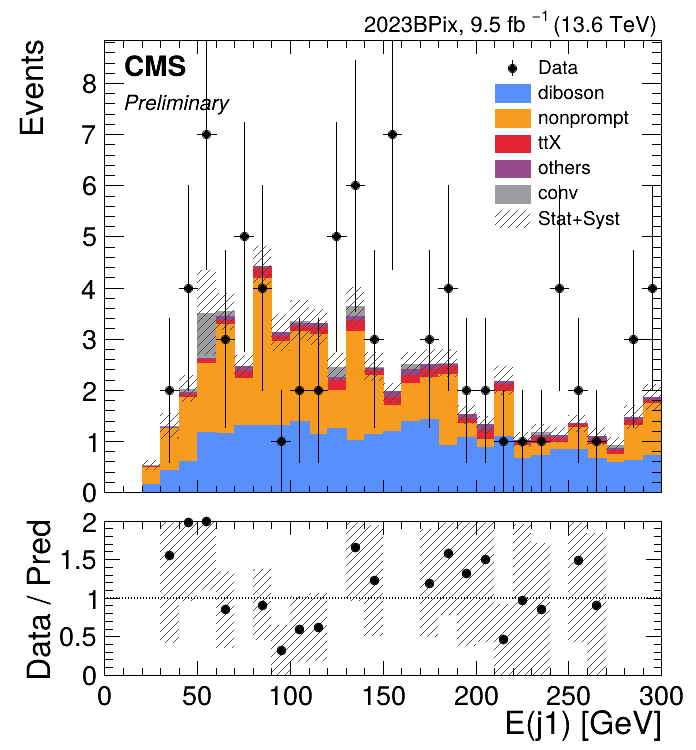 2023BPix, 9.5 fb⁻¹ (13.6 TeV)
CMS
Preliminary
Events
Data
diboson
nonprompt
ttX
others
conv
Stat+Syst
8
7
6
5
4
3
2
1
0
Data / Pred
2
1.5
1
0.5
0
0 50 100 150 200 250 300
E(j1) [GeV]